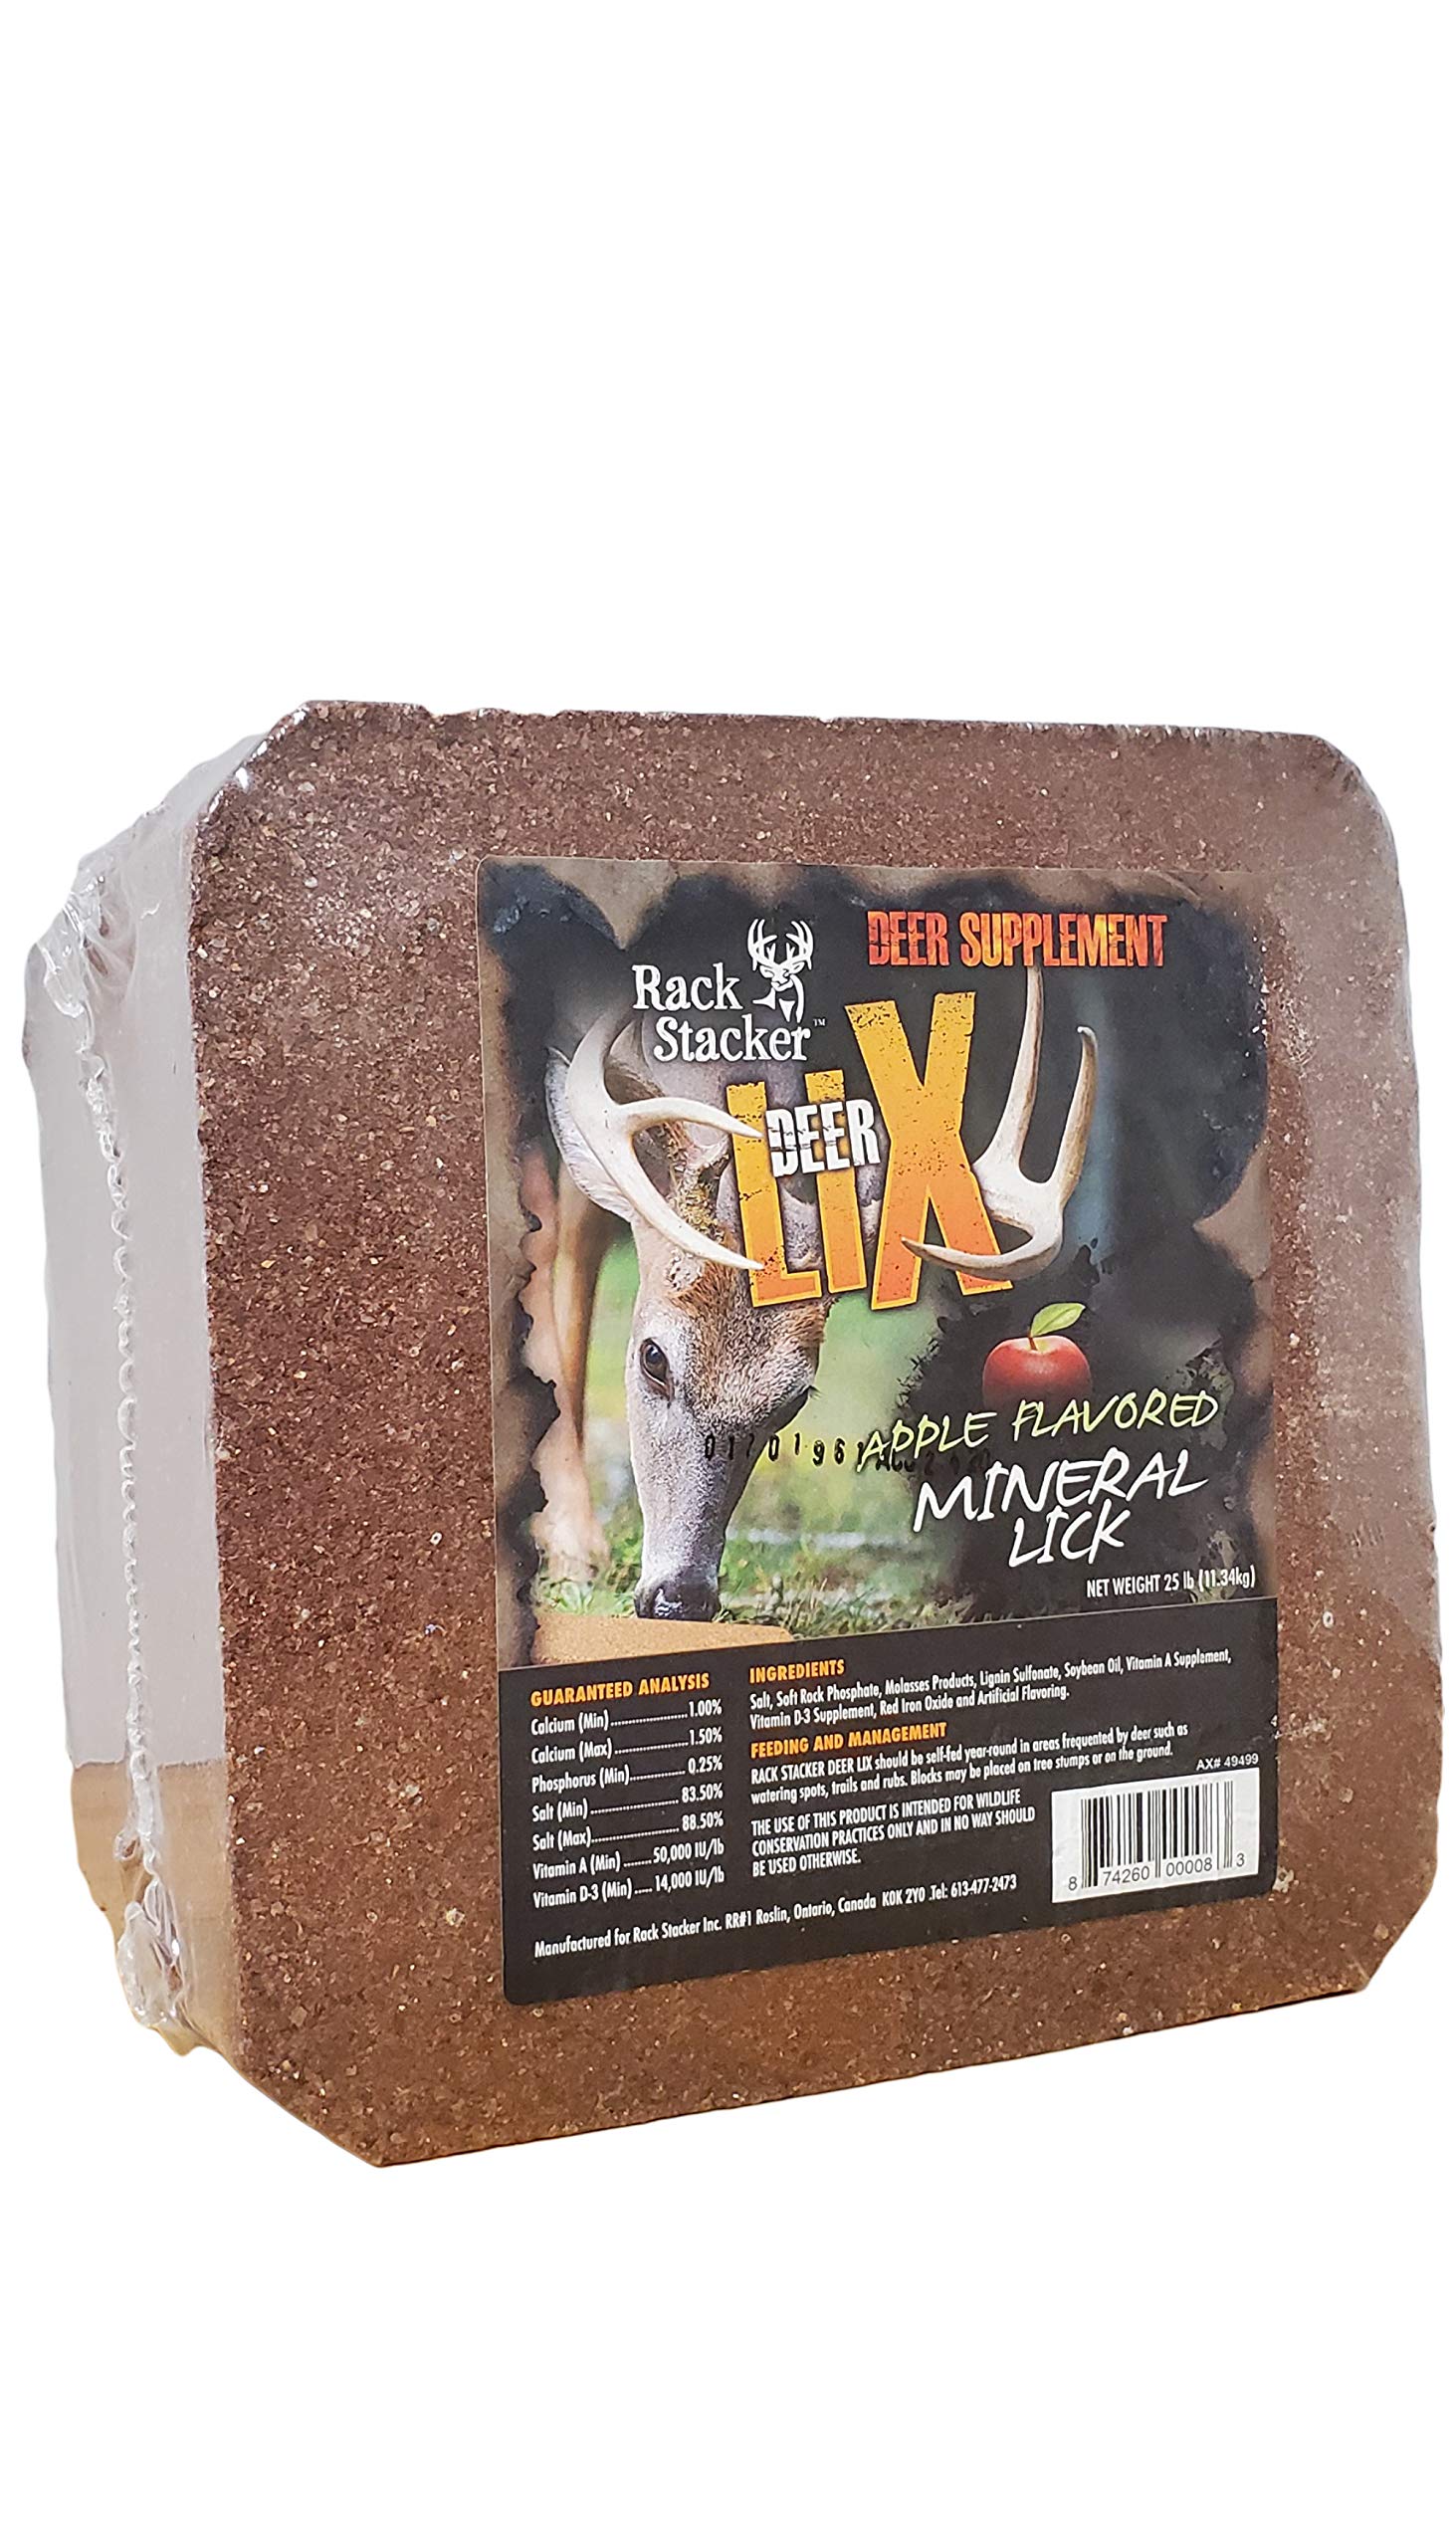 DEER SUPPLEMENT
Rack
Stacker™
DEER
LiX
APPLE FLAVORED
MINERAL
LICK
NET WEIGHT 25 lb (11.34kg)
GUARANTEED ANALYSIS
Calcium (Min)....................1.00%
Calcium (Max)...................1.50%
Phosphorus (Min)............. 0.25%
Salt (Min)....................... 83.50%
Salt (Max)....................... 88.50%
Vitamin A (Min) ....... 50,000 IU/lb
Vitamin D-3 (Min) ..... 14,000 IU/lb
INGREDIENTS
Salt, Soft Rock Phosphate, Molasses Products, Lignin Sulfonate, Soybean Oil, Vitamin A Supplement,
Vitamin D-3 Supplement, Red Iron Oxide and Artificial Flavoring.
FEEDING AND MANAGEMENT
RACK STACKER DEER LIX should be self-fed year-round in areas frequented by deer such as
watering spots, trails and rubs. Blocks may be placed on tree stumps or on the ground.
THE USE OF THIS PRODUCT IS INTENDED FOR WILDLIFE
CONSERVATION PRACTICES ONLY AND IN NO WAY SHOULD
BE USED OTHERWISE.
AX# 49499
8 74260 00008 3
Manufactured for Rack Stacker Inc. RR#1 Roslin, Ontario, Canada K0K 2Y0 Tel: 613-477-2473